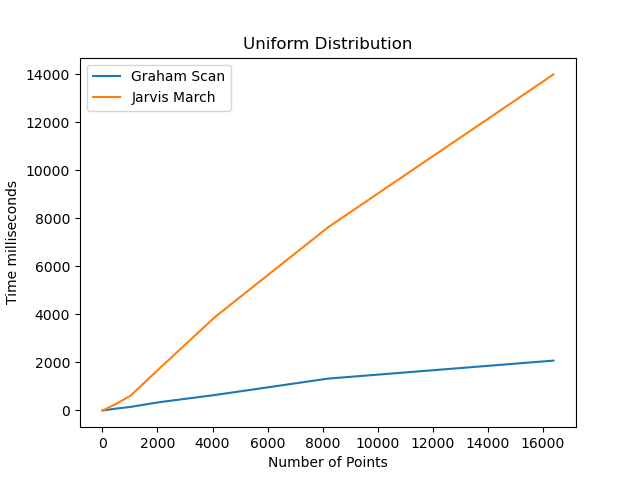 Uniform Distribution
Graham Scan
Jarvis March
14000
12000
10000
8000
6000
4000
2000
0
Time milliseconds
0 2000 4000 6000 8000 10000 12000 14000 16000
Number of Points